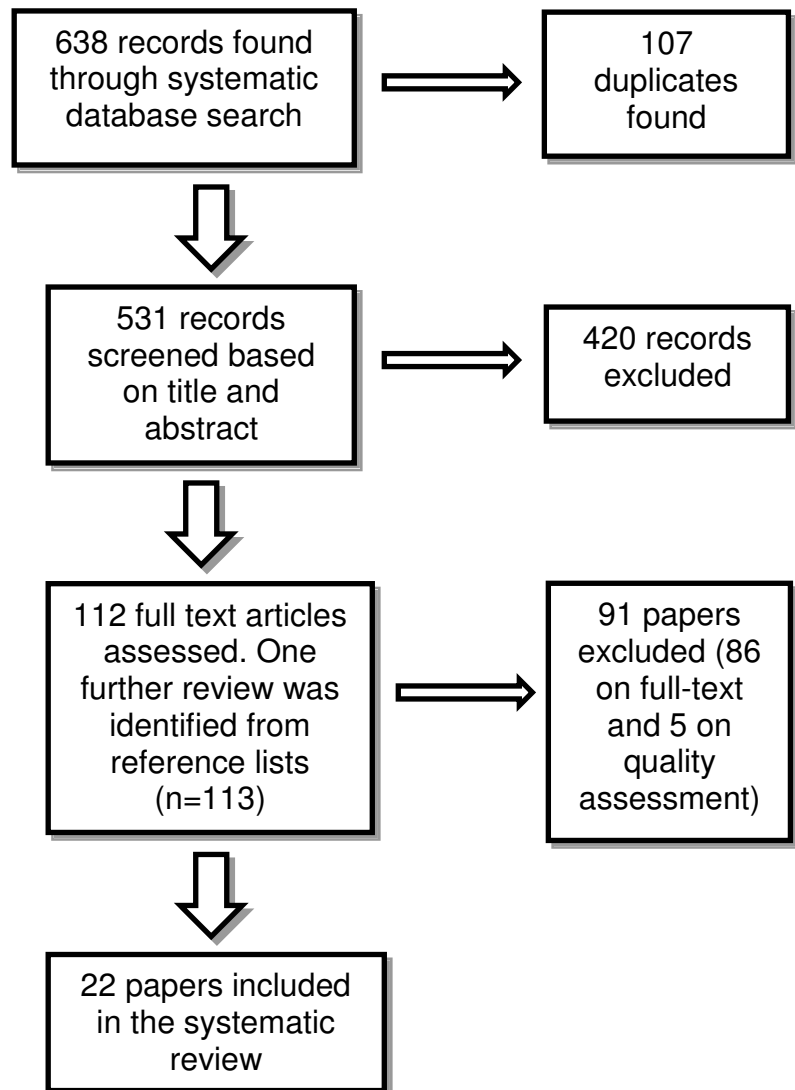 638 records found
through systematic
database search
107
duplicates
found
531 records
screened based
on title and
abstract
420 records
excluded
112 full text articles
assessed. One
further review was
identified from
reference lists
(n=113)
91 papers
excluded (86
on full-text
and 5 on
quality
assessment)
22 papers included
in the systematic
review